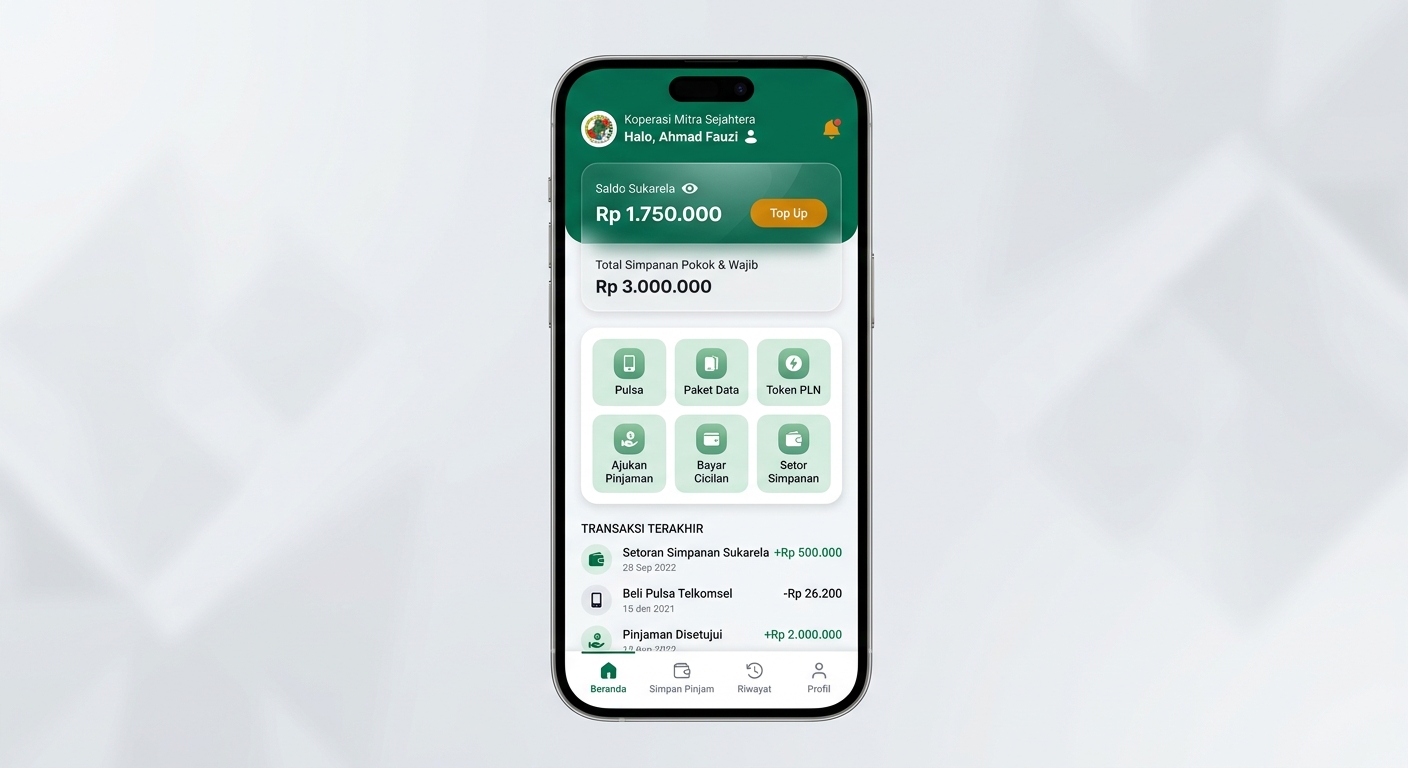 Koperasi Mitra Sejahtera
Halo, Ahmad Fauzi
Saldo Sukarela
Rp 1.750.000
Top Up
Total Simpanan Pokok & Wajib
Rp 3.000.000
Pulsa
Paket Data
Token PLN
Ajukan
Pinjaman
Bayar
Cicilan
Setor
Simpanan
TRANSAKSI TERAKHIR
Setoran Simpanan Sukarela +Rp 500.000
28 Sep 2022
Beli Pulsa Telkomsel -Rp 26.200
15 den 2021
Pinjaman Disetujui +Rp 2.000.000
Beranda
Simpan Pinjam
Riwayat
Profil